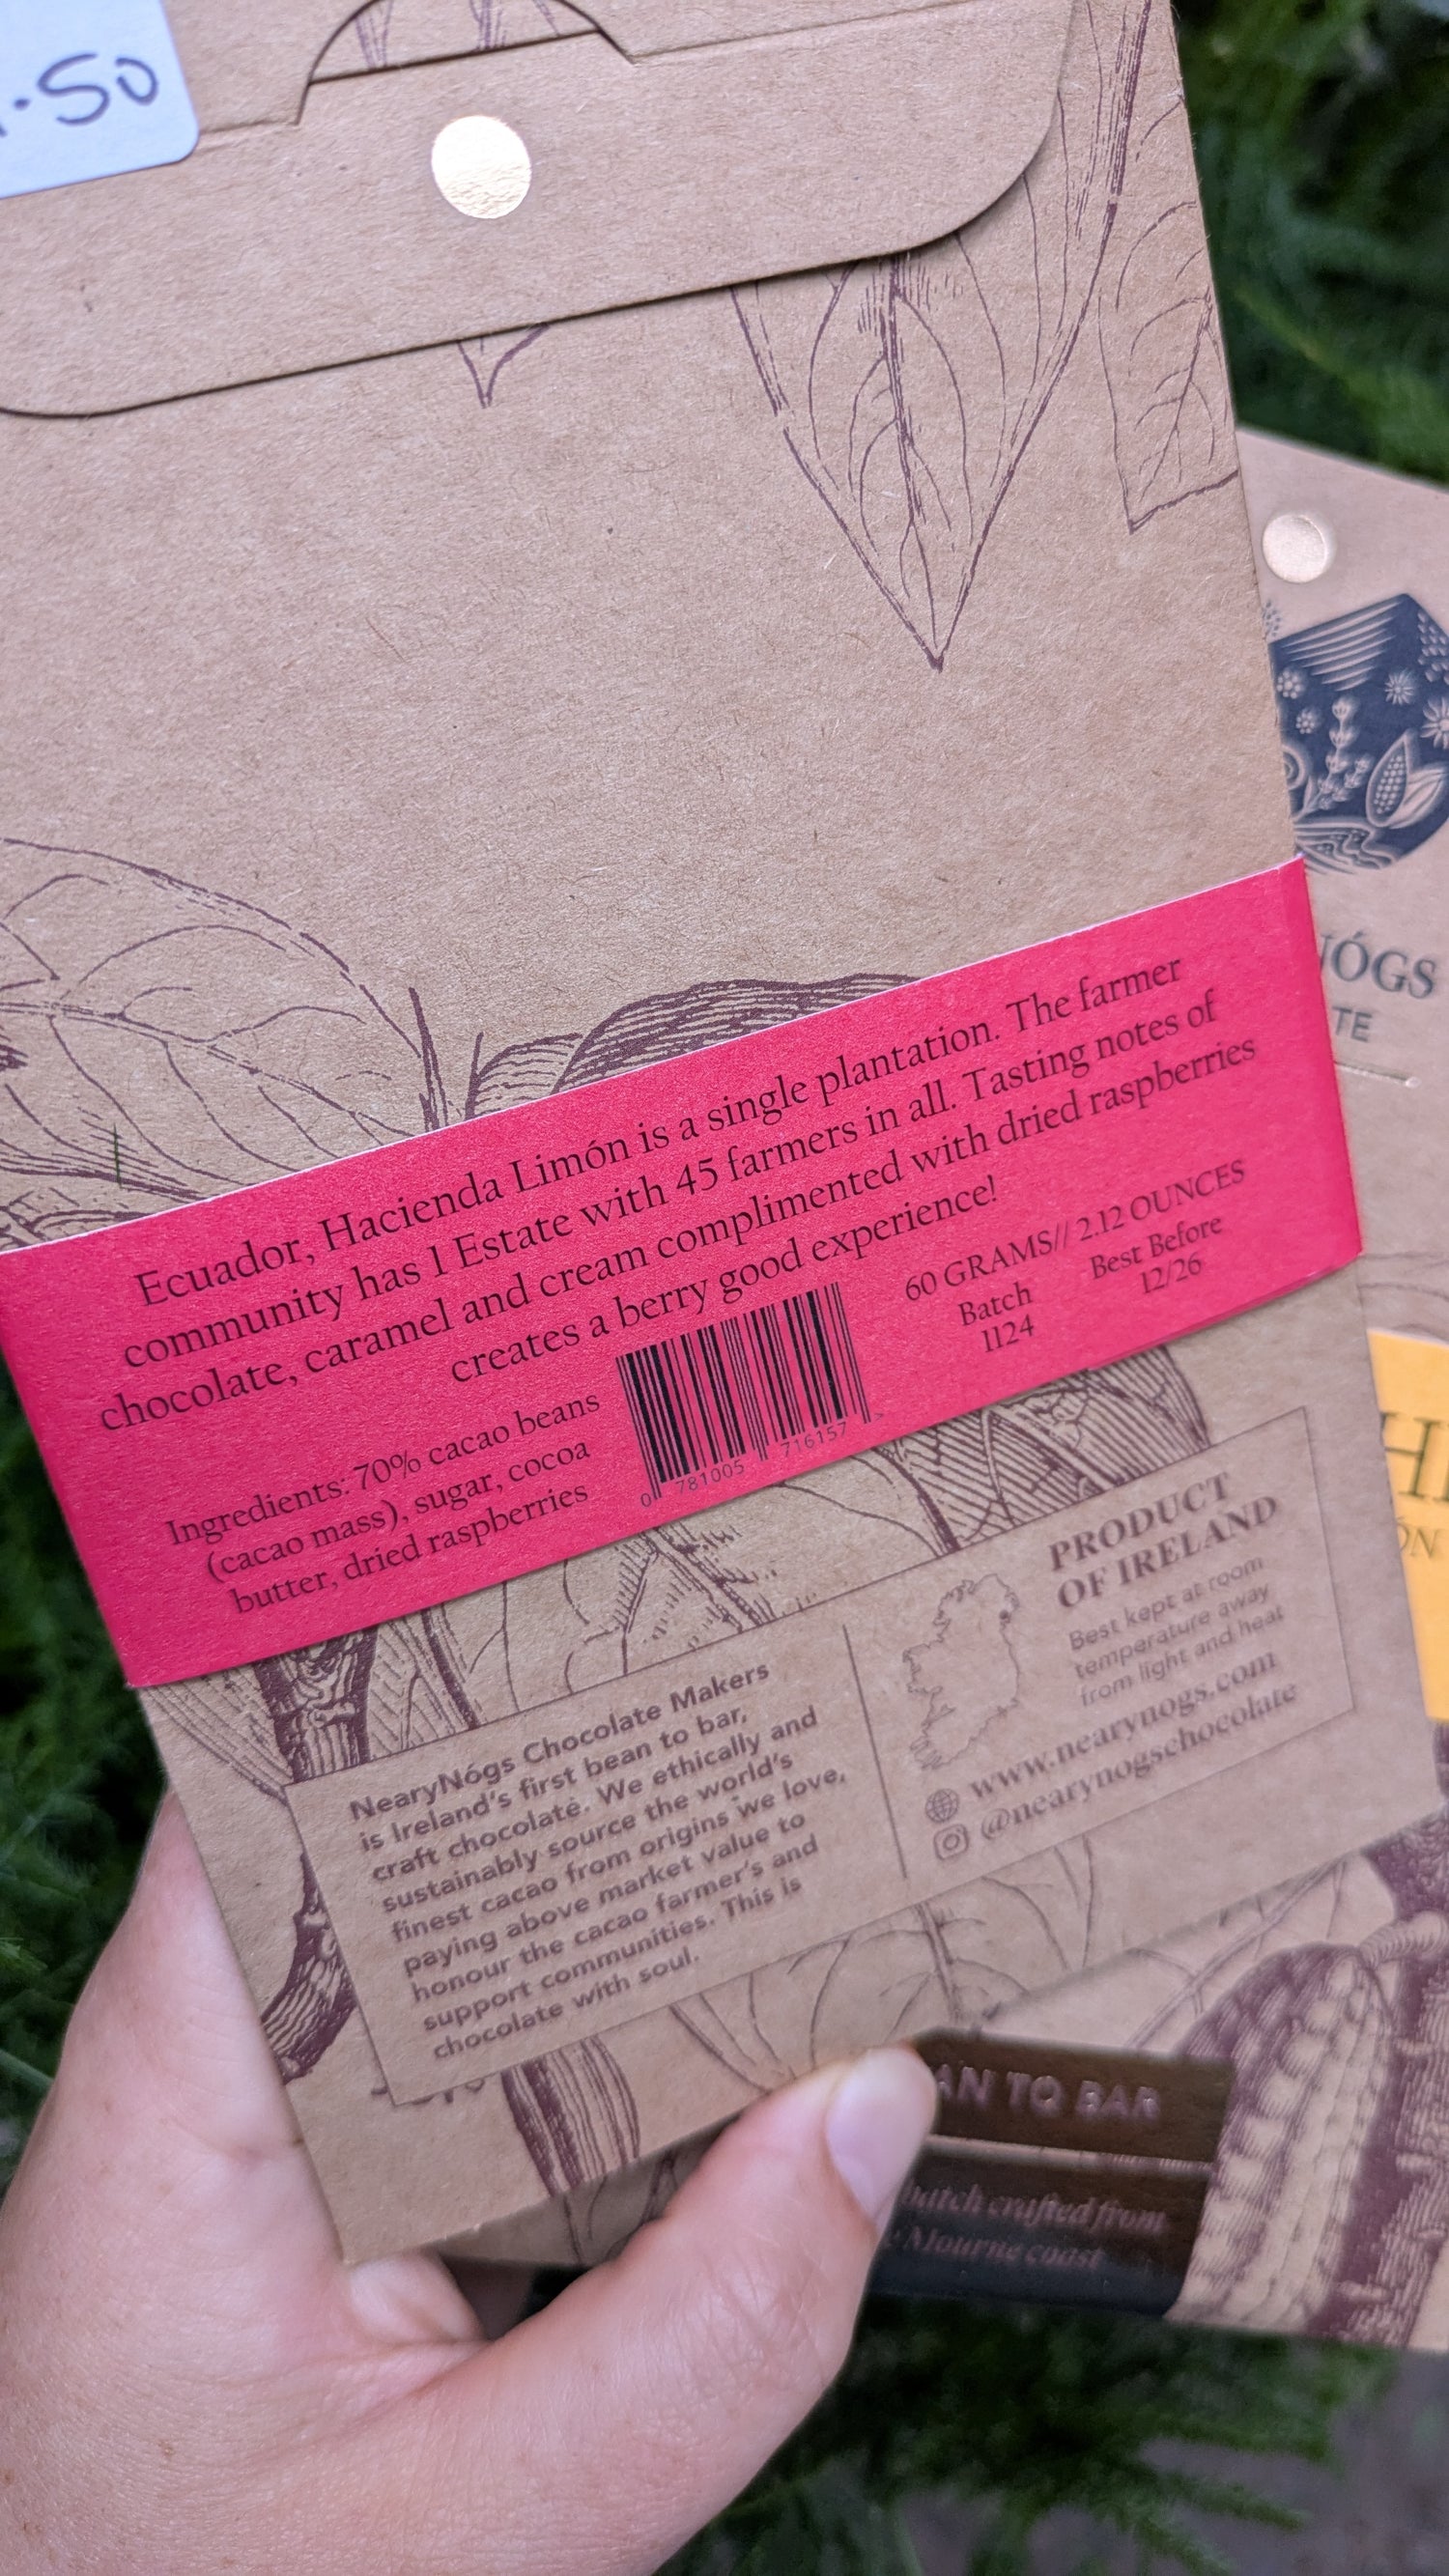 .50
Ecuador, Hacienda Limón is a single plantation. The farmer
community has 1 Estate with 45 farmers in all. Tasting notes of
chocolate, caramel and cream complimented with dried raspberries
creates a berry good experience!
Ingredients: 70% cacao beans
(cacao mass), sugar, cocoa
butter, dried raspberries
0 781005 716157 >
60 GRAMS// 2.12 OUNCES
Batch
1124
Best Before
12/26
NearyNógs Chocolate Makers
is Ireland's first bean to bar,
craft chocolate. We ethically and
sustainably source the world's
finest cacao from origins we love,
paying above market value to
honour the cacao farmer's and
support communities. This is
chocolate with soul.
PRODUCT
OF IRELAND
Best kept at room
temperature away
from light and heat
www.nearynogs.com
@nearynogschocolate
NÓGS
TE
ÓN
AN TO BAR
batch crafted from
Mourne coast